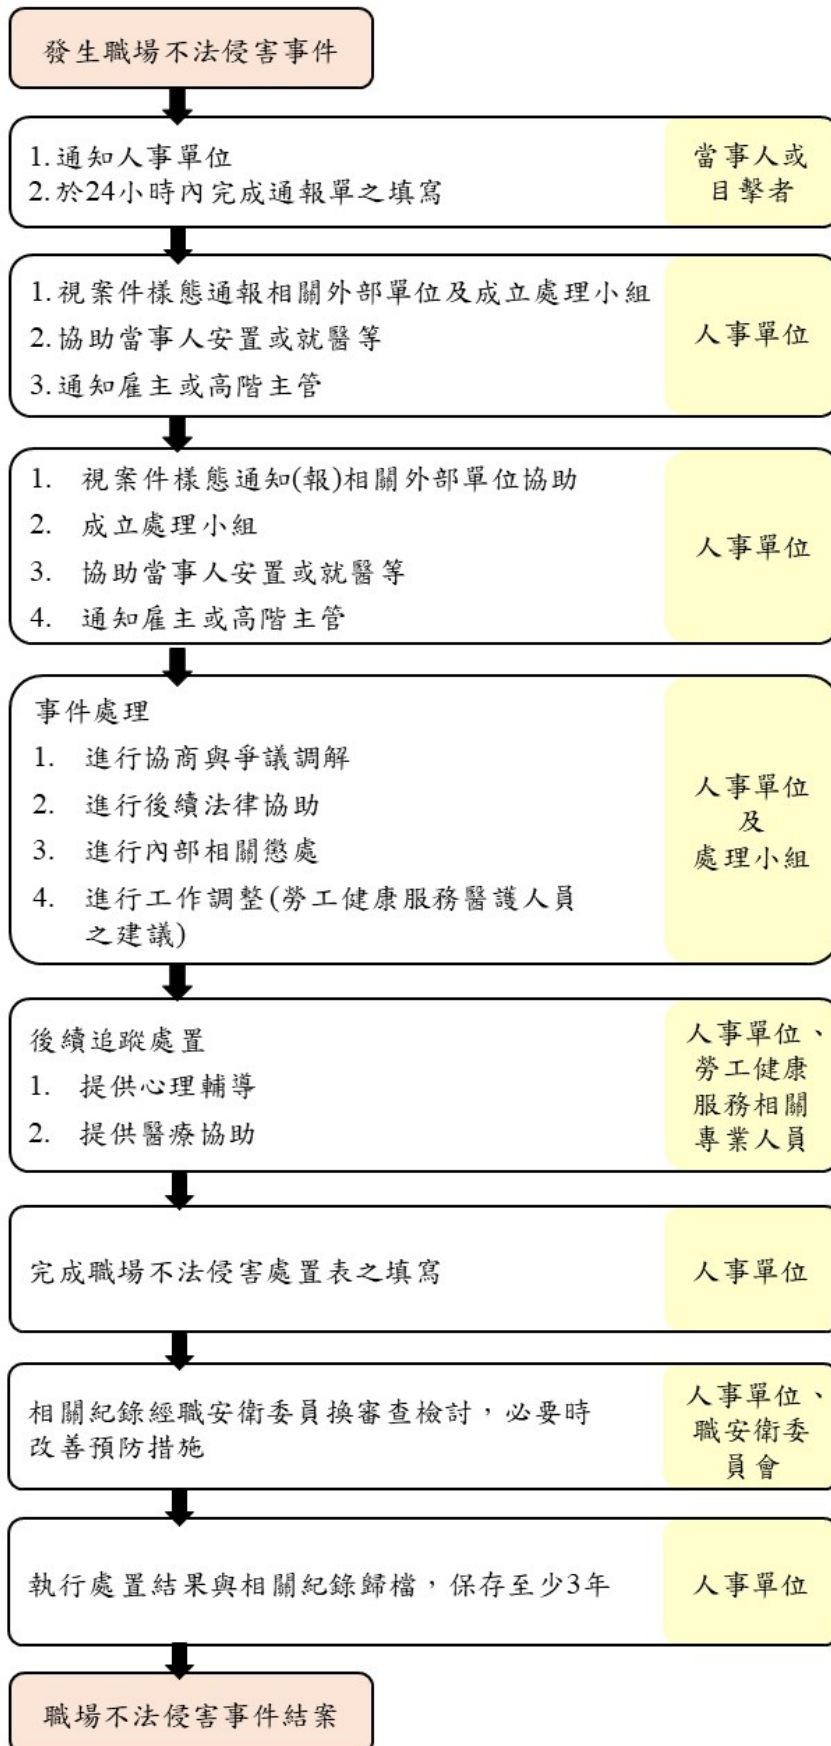 發生職場不法侵害事件
1.通知人事單位
2.於24小時內完成通報單之填寫
當事人或
目擊者
1.視案件樣態通報相關外部單位及成立處理小組
2.協助當事人安置或就醫等
3.通知雇主或高階主管
人事單位
1. 視案件樣態通知(報)相關外部單位協助
2. 成立處理小組
3. 協助當事人安置或就醫等
4. 通知雇主或高階主管
人事單位
事件處理
1. 進行協商與爭議調解
2. 進行後續法律協助
3. 進行內部相關懲處
4. 進行工作調整(勞工健康服務醫護人員
之建議)
人事單位
及
處理小組
後續追蹤處置
1. 提供心理輔導
2. 提供醫療協助
人事單位、
勞工健康
服務相關
專業人員
完成職場不法侵害處置表之填寫
人事單位
相關紀錄經職安衛委員換審查檢討，必要時
改善預防措施
人事單位、
職安衛委
員會
執行處置結果與相關紀錄歸檔，保存至少3年
人事單位
職場不法侵害事件結案